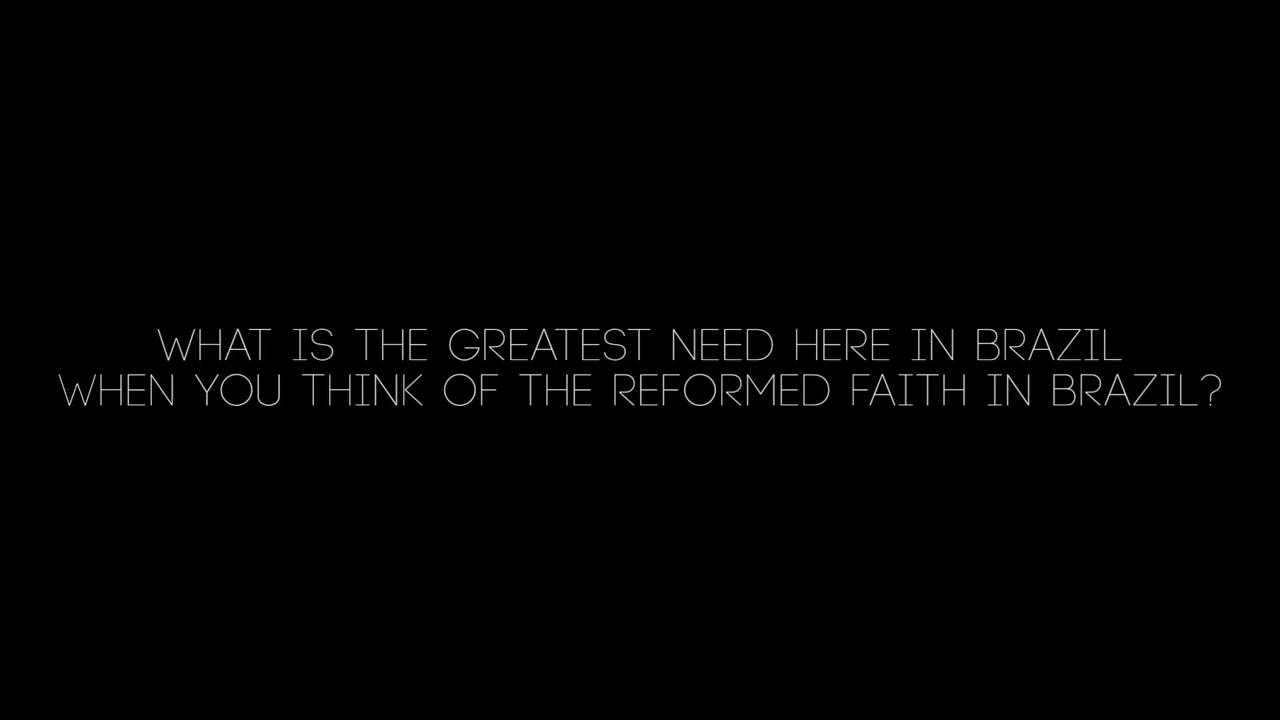 WHAT IS THE GREATEST NEED HERE IN BRAZIL
WHEN YOU THINK OF THE REFORMED FAITH IN BRAZIL?